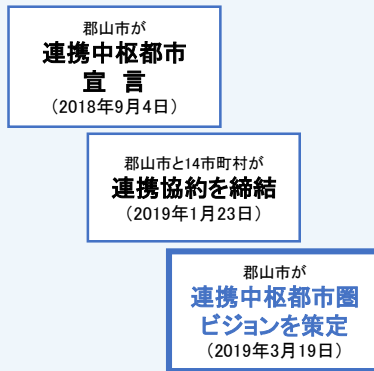 郡山市が
連携中枢都市
宣　言
（2018年9月4日）
郡山市と14市町村が
連携協約を締結
（2019年1月23日）
郡山市が
連携中枢都市圏
ビジョンを策定
（2019年3月19日）